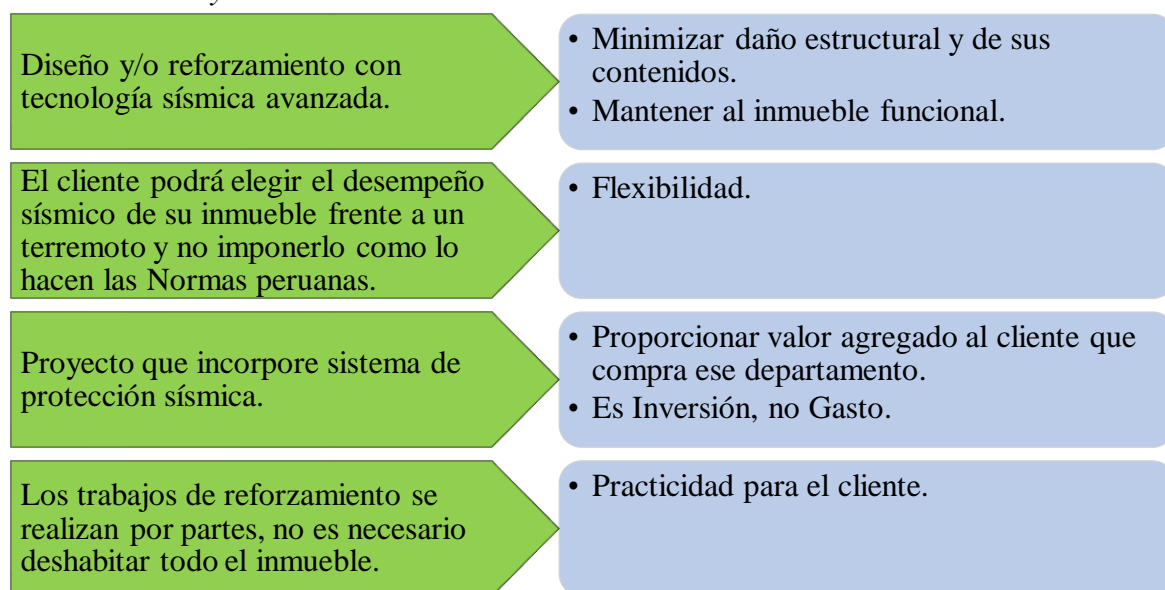 y
Diseño y/o reforzamiento con
tecnología sísmica avanzada.
• Minimizar daño estructural y de sus
contenidos.
• Mantener al inmueble funcional.
El cliente podrá elegir el desempeño
sísmico de su inmueble frente a un
terremoto y no imponerlo como lo
hacen las Normas peruanas.
• Flexibilidad.
Proyecto que incorpore sistema de
protección sísmica.
• Proporcionar valor agregado al cliente que
compra ese departamento.
• Es Inversión, no Gasto.
Los trabajos de reforzamiento se
realizan por partes, no es necesario
deshabitar todo el inmueble.
• Practicidad para el cliente.